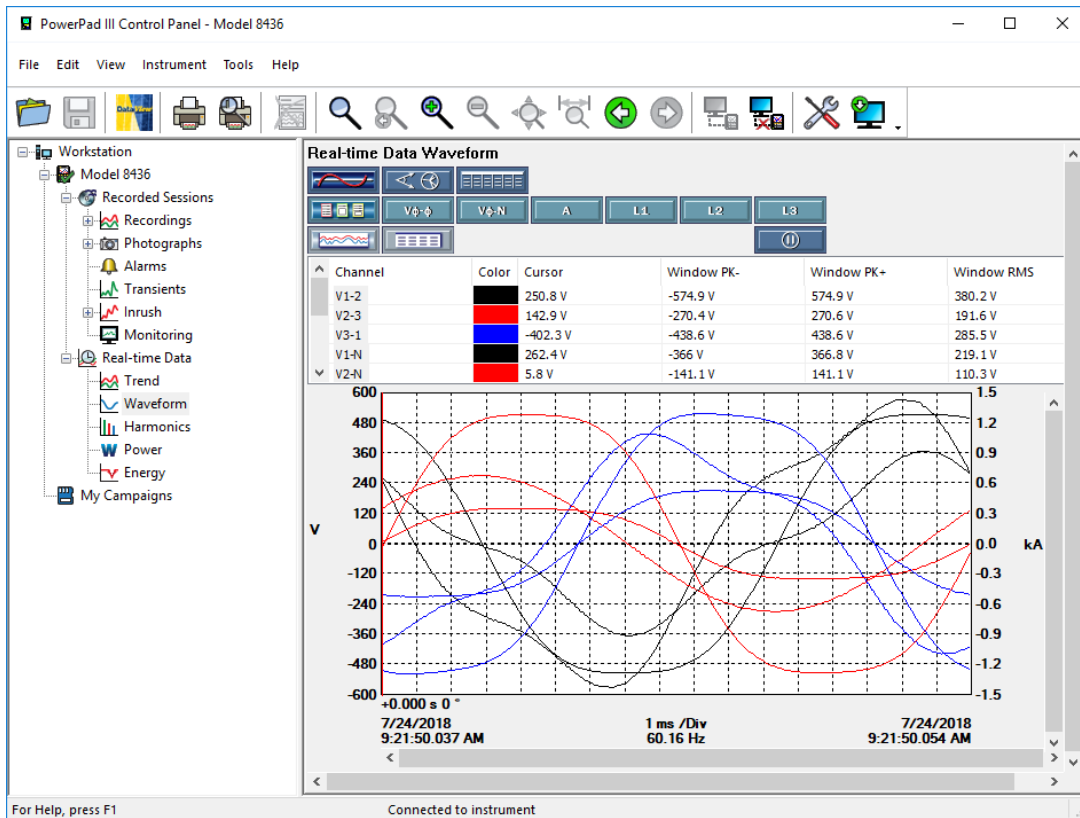 PowerPad III Control Panel - Model 8436
File Edit View Instrument Tools Help
DataView
Workstation
Model 8436
Recorded Sessions
Recordings
Photographs
Alarms
Transients
Inrush
Monitoring
Real-time Data
Trend
Waveform
Harmonics
Power
Energy
My Campaigns
Real-time Data Waveform
Vϕ-ϕ Vϕ-N A L1 L2 L3
Channel Color Cursor Window PK- Window PK+ Window RMS
V1-2 250.8 V -574.9 V 574.9 V 380.2 V
V2-3 142.9 V -270.4 V 270.6 V 191.6 V
V3-1 -402.3 V -438.6 V 438.6 V 285.5 V
V1-N 262.4 V -366 V 366.8 V 219.1 V
V2-N 5.8 V -141.1 V 141.1 V 110.3 V
600 1.5
480 1.2
360 0.9
240 0.6
120 0.3
V 0 0.0 kA
-120 -0.3
-240 -0.6
-360 -0.9
-480 -1.2
-600 -1.5
+0.000 s 0 °
7/24/2018 1 ms /Div 7/24/2018
9:21:50.037 AM 60.16 Hz 9:21:50.054 AM
For Help, press F1 Connected to instrument